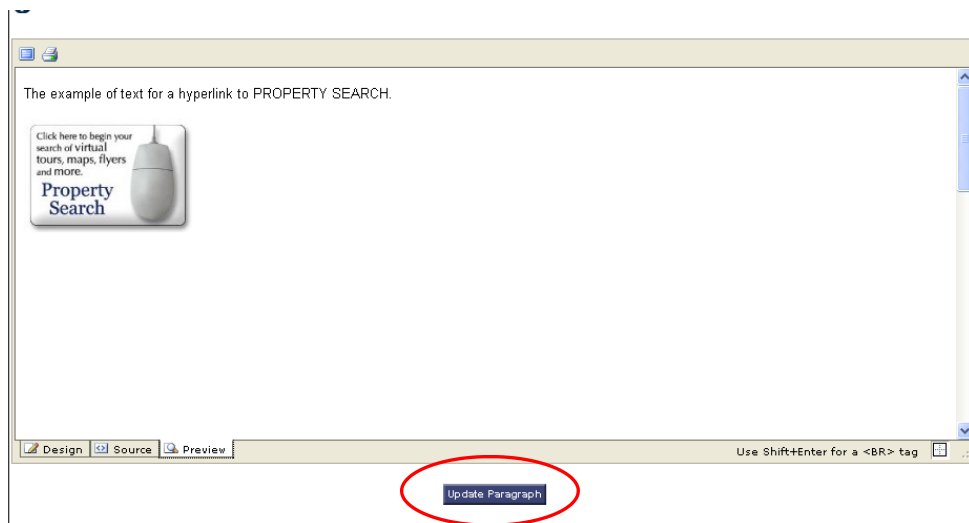 The example of text for a hyperlink to PROPERTY SEARCH.
Click here to begin your
search of virtual
tours, maps, flyers
and more.
Property
Search
Design Source Preview Use Shift+Enter for a <BR> tag
Update Paragraph